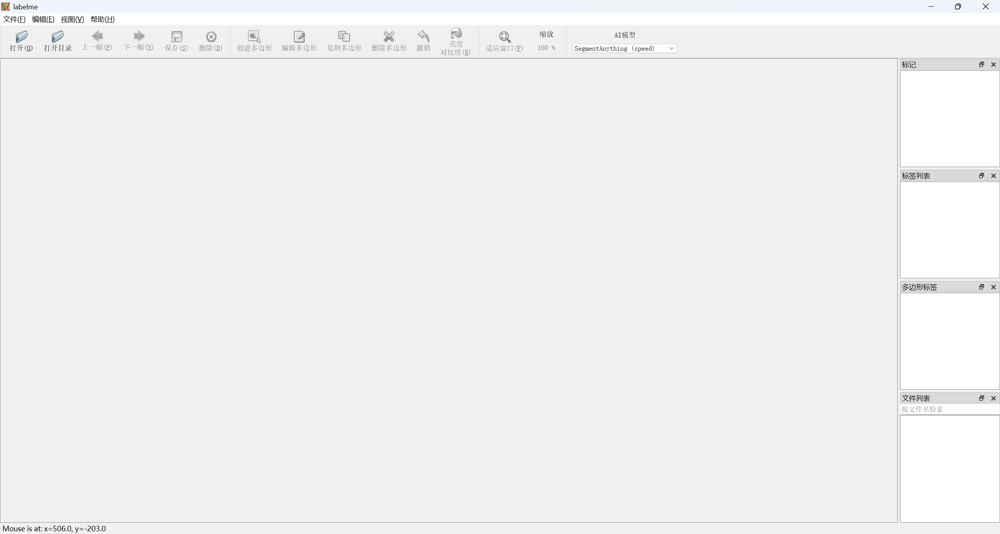 labelme
文件(F) 编辑(E) 视图(V) 帮助(H)
打开(O) 打开目录 上一幅(P) 下一幅(N) 保存(S) 删除(D) 创建多边形 编辑多边形 复制多边形 删除多边形 撤销 亮度
对比度(B) 适应窗口(F) 缩放
100 % AI模型
SegmentAnything (speed)
标记
标签列表
多边形标签
文件列表
按文件名检索
Mouse is at: x=506.0, y=-203.0